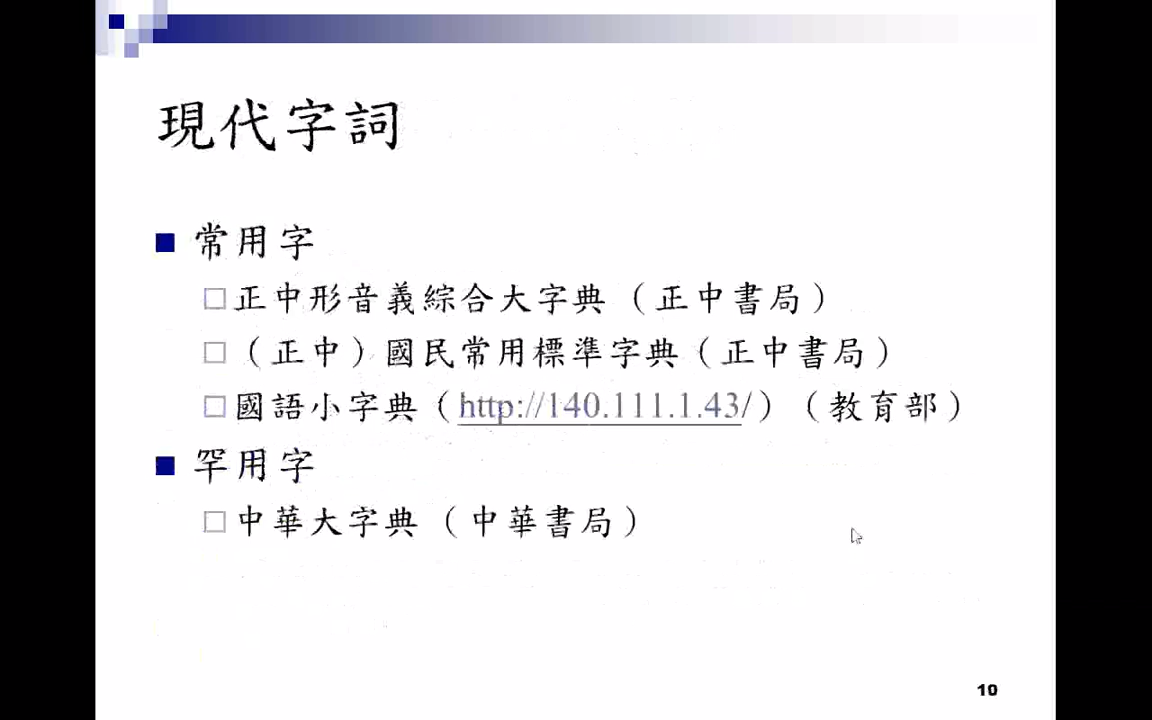 現代字詞
常用字
正中形音義綜合大字典（正中書局）
（正中）國民常用標準字典（正中書局）
國語小字典（http://140.111.1.43/）（教育部）
罕用字
中華大字典（中華書局）
10